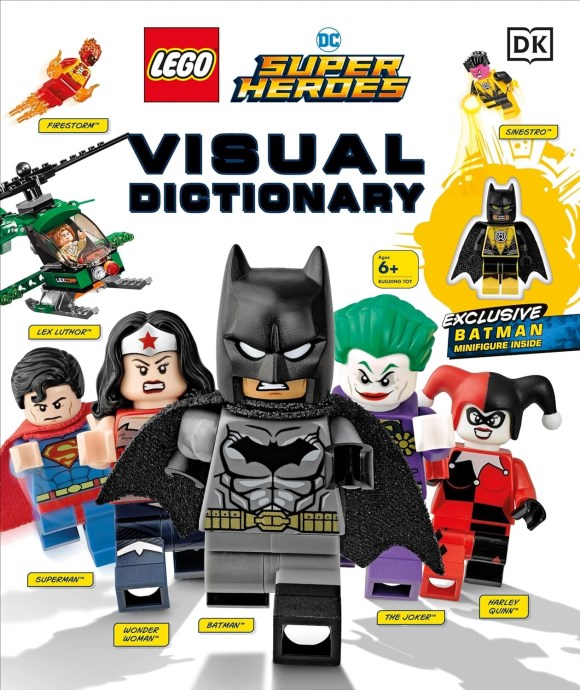 LEGO
DC
SUPER
HEROES
DK
FIRESTORM™
SINESTRO™
VISUAL
DICTIONARY
LEXCORP
Ages
6+
BUILDING TOY
EXCLUSIVE
BATMAN
MINIFIGURE INSIDE
LEX LUTHOR™
S
SUPERMAN™
WONDER
WOMAN™
BATMAN™
THE JOKER™
HARLEY
QUINN™